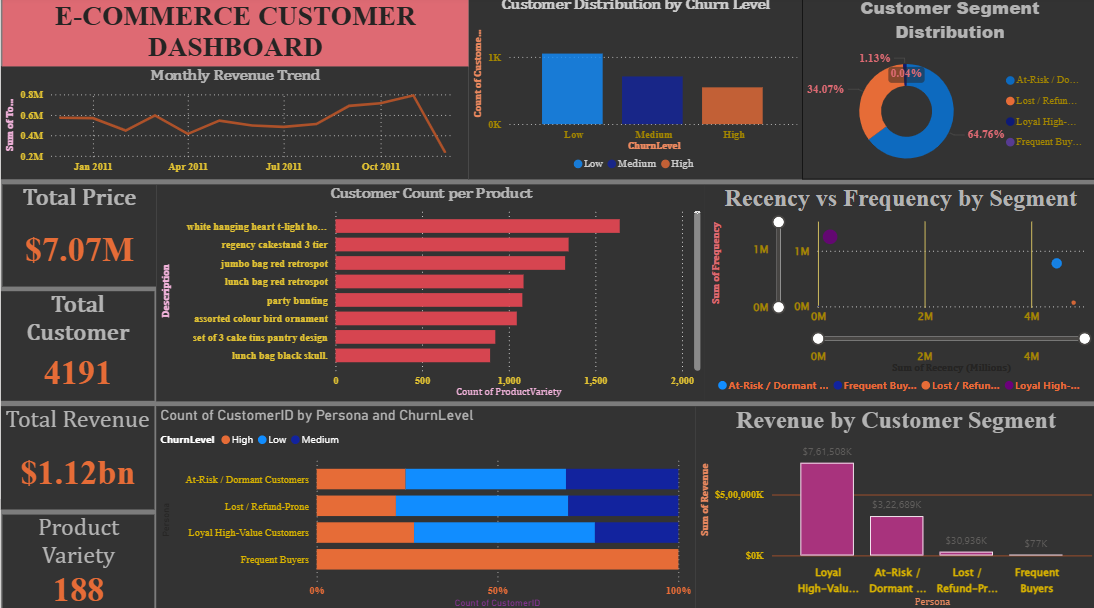 E-COMMERCE CUSTOMER
DASHBOARD
Monthly Revenue Trend
Sum of To...
0.8M
0.6M
0.4M
0.2M
Jan 2011
Apr 2011
Jul 2011
Oct 2011
Customer Distribution by Churn Level
Count of Custome...
1K
0K
Low
Medium
High
ChurnLevel
Low
Medium
High
Customer Segment
Distribution
1.13%
0.04%
34.07%
64.76%
At-Risk / Do...
Lost / Refun...
Loyal High-...
Frequent Buy...
Total Price
$7.07M
Total
Customer
4191
Total Revenue
$1.12bn
Product
Variety
188
Customer Count per Product
Description
white hanging heart t-light ho...
regency cakestand 3 tier
jumbo bag red retrospot
lunch bag red retrospot
party bunting
assorted colour bird ornament
set of 3 cake tins pantry design
lunch bag black skull.
0
500
1,000
1,500
2,000
Count of ProductVariety
Recency vs Frequency by Segment
Sum of Frequency
1M
0M
1M
0M
0M
2M
4M
0M
2M
4M
Sum of Recency (Millions)
At-Risk / Dormant ...
Frequent Buy...
Lost / Refun...
Loyal High-...
Count of CustomerID by Persona and ChurnLevel
ChurnLevel
High
Low
Medium
Persona
At-Risk / Dormant Customers
Lost / Refund-Prone
Loyal High-Value Customers
Frequent Buyers
0%
50%
100%
Count of CustomerID
Revenue by Customer Segment
Sum of Revenue
$5,00,000K
$0K
$7,61,508K
$3,22,689K
$30,936K
$77K
Loyal
High-Valu...
At-Risk /
Dormant ...
Lost /
Refund-Pr...
Frequent
Buyers
Persona